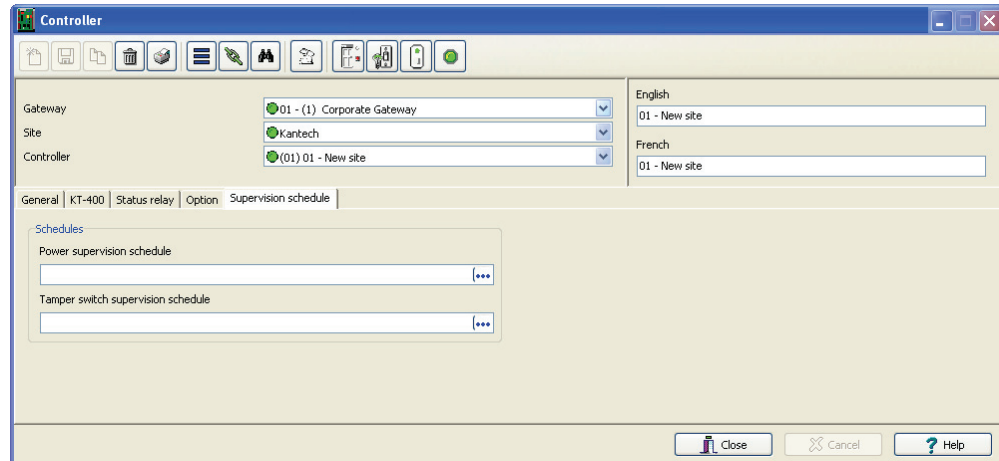 Controller
Gateway
01 - (1) Corporate Gateway
Site
Kantech
Controller
(01) 01 - New site
English
01 - New site
French
01 - New site
General KT-400 Status relay Option Supervision schedule
Schedules
Power supervision schedule
Tamper switch supervision schedule
Close Cancel ? Help